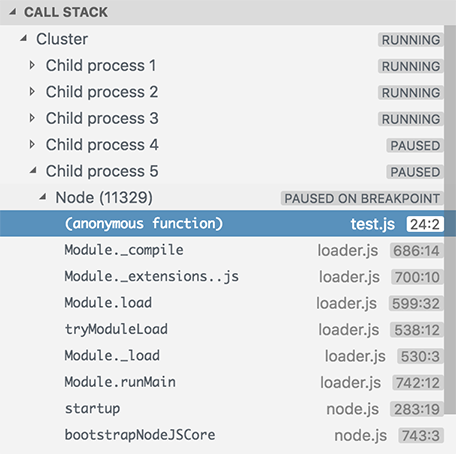 CALL STACK
Cluster RUNNING
Child process 1 RUNNING
Child process 2 RUNNING
Child process 3 RUNNING
Child process 4 PAUSED
Child process 5 PAUSED
Node (11329) PAUSED ON BREAKPOINT
(anonymous function) test.js 24:2
Module._compile loader.js 686:14
Module._extensions..js loader.js 700:10
Module.load loader.js 599:32
tryModuleLoad loader.js 538:12
Module._load loader.js 530:3
Module.runMain loader.js 742:12
startup node.js 283:19
bootstrapNodeJSCore node.js 743:3